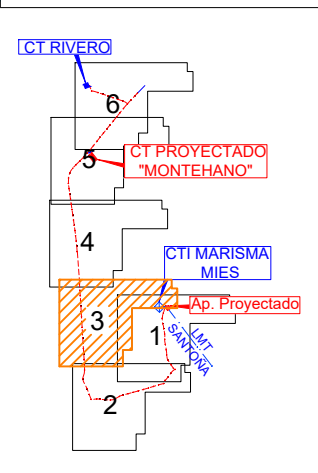 CT RIVERO
6
CT PROYECTADO
"MONTEHANO"
5
4
CTI MARISMA
MIES
Ap. Proyectado
3
1
LMT
SANTOÑA
2